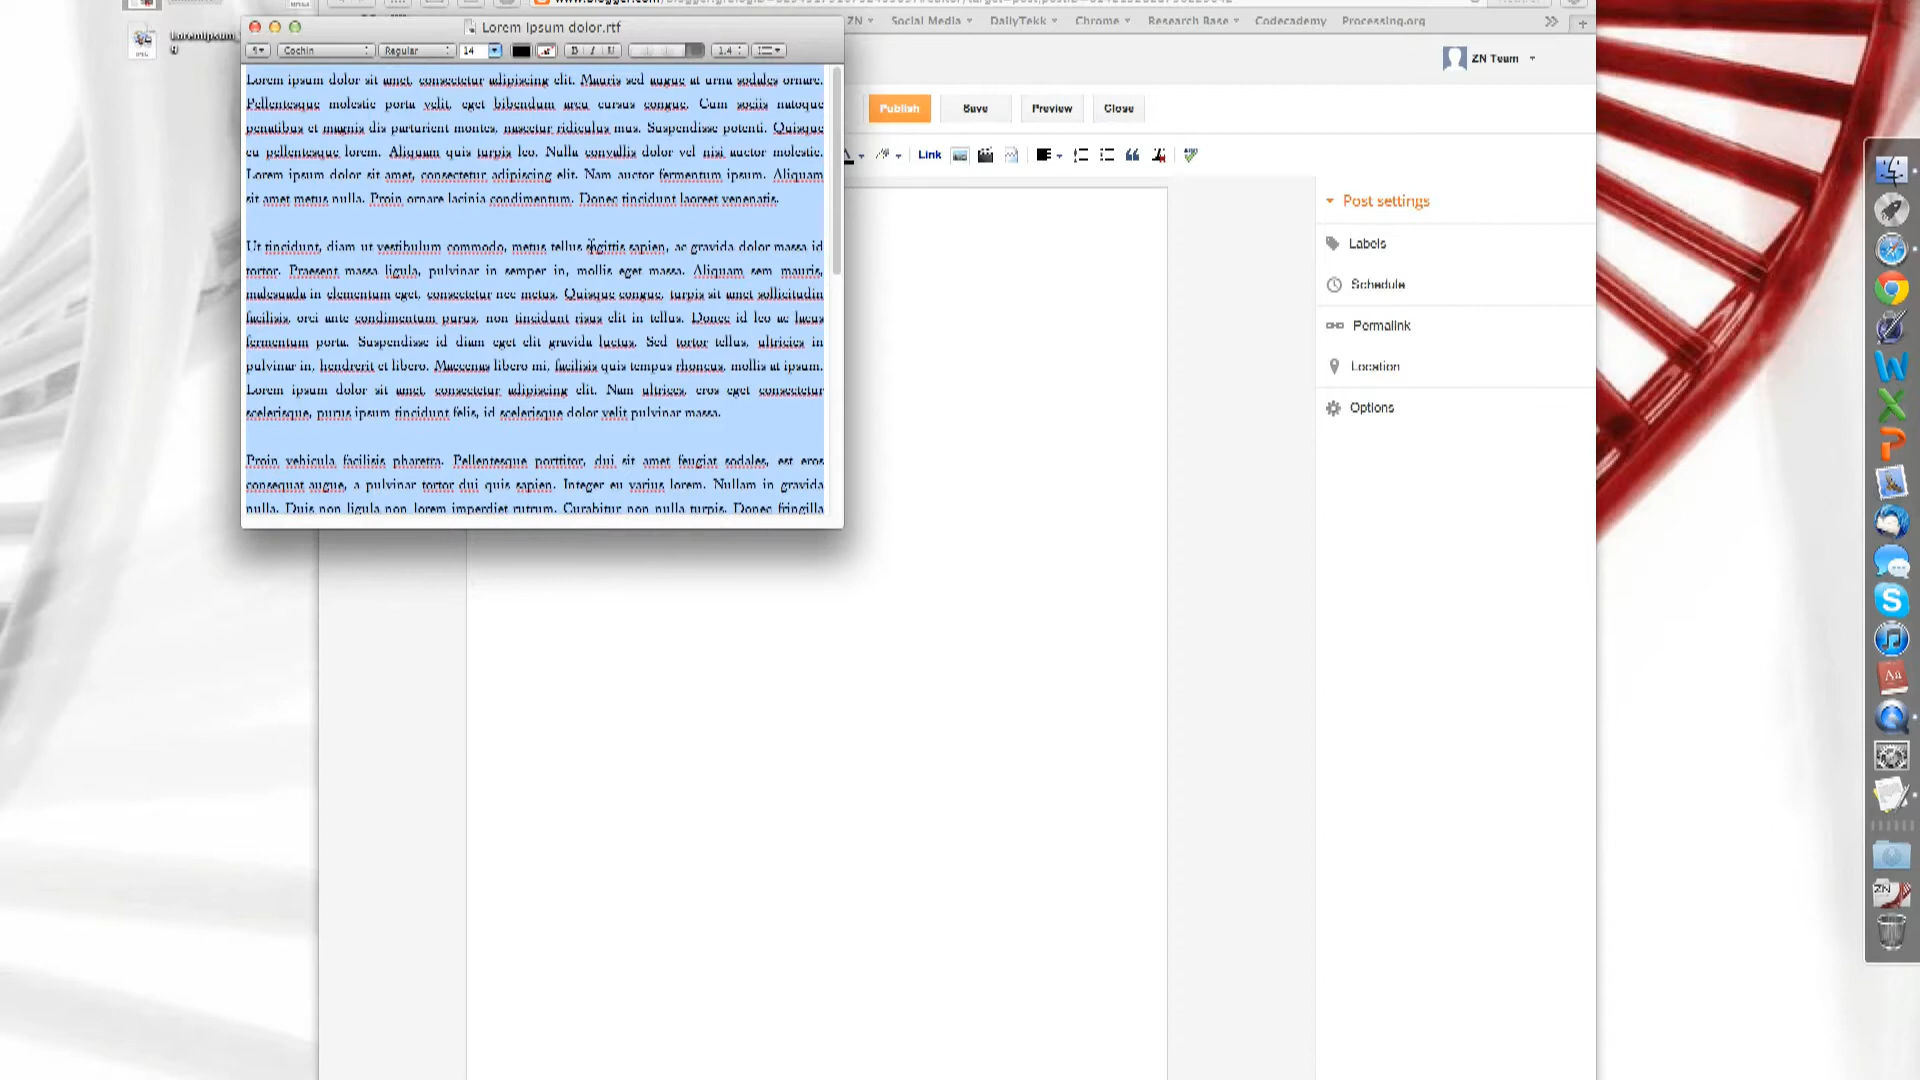 Lorem ipsum dolor.rtf
ZN Social Media DailyTekk Chrome Research Base Codecademy Processing.org
Cochin Regular 14 B I U 1.4
ZN Team
Publish Save Preview Close
Link
Lorem ipsum dolor sit amet, consectetur adipiscing elit. Mauris sed augue at urna sodales ornare.
Pellentesque molestie porta velit, eget bibendum arcu cursus congue. Cum sociis natoque
penatibus et magnis dis parturient montes, nascetur ridiculus mus. Suspendisse potenti. Quisque
eu pellentesque lorem. Aliquam quis turpis leo. Nulla convallis dolor vel nisi auctor molestie.
Lorem ipsum dolor sit amet, consectetur adipiscing elit. Nam auctor fermentum ipsum. Aliquam
sit amet metus nulla. Proin ornare lacinia condimentum. Donec tincidunt laoreet venenatis.
Ut tincidunt, diam ut vestibulum commodo, metus tellus sagittis sapien, ac gravida dolor massa id
tortor. Praesent massa ligula, pulvinar in semper in, mollis eget massa. Aliquam sem mauris,
malesuada in elementum eget, consectetur nec metus. Quisque congue, turpis sit amet sollicitudin
facilisis, orci ante condimentum purus, non tincidunt risus elit in tellus. Donec id leo ac lacus
fermentum porta. Suspendisse id diam eget elit gravida luctus. Sed tortor tellus, ultricies in
pulvinar in, hendrerit et libero. Maecenas libero mi, facilisis quis tempus rhoncus, mollis at ipsum.
Lorem ipsum dolor sit amet, consectetur adipiscing elit. Nam ultrices, eros eget consectetur
scelerisque, purus ipsum tincidunt felis, id scelerisque dolor velit pulvinar massa.
Proin vehicula facilisis pharetra. Pellentesque porttitor, dui sit amet feugiat sodales, est eros
consequat augue, a pulvinar tortor dui quis sapien. Integer eu varius lorem. Nullam in gravida
nulla. Duis non ligula non lorem imperdiet rutrum. Curabitur non nulla turpis. Donec fringilla
Post settings
Labels
Schedule
Permalink
Location
Options